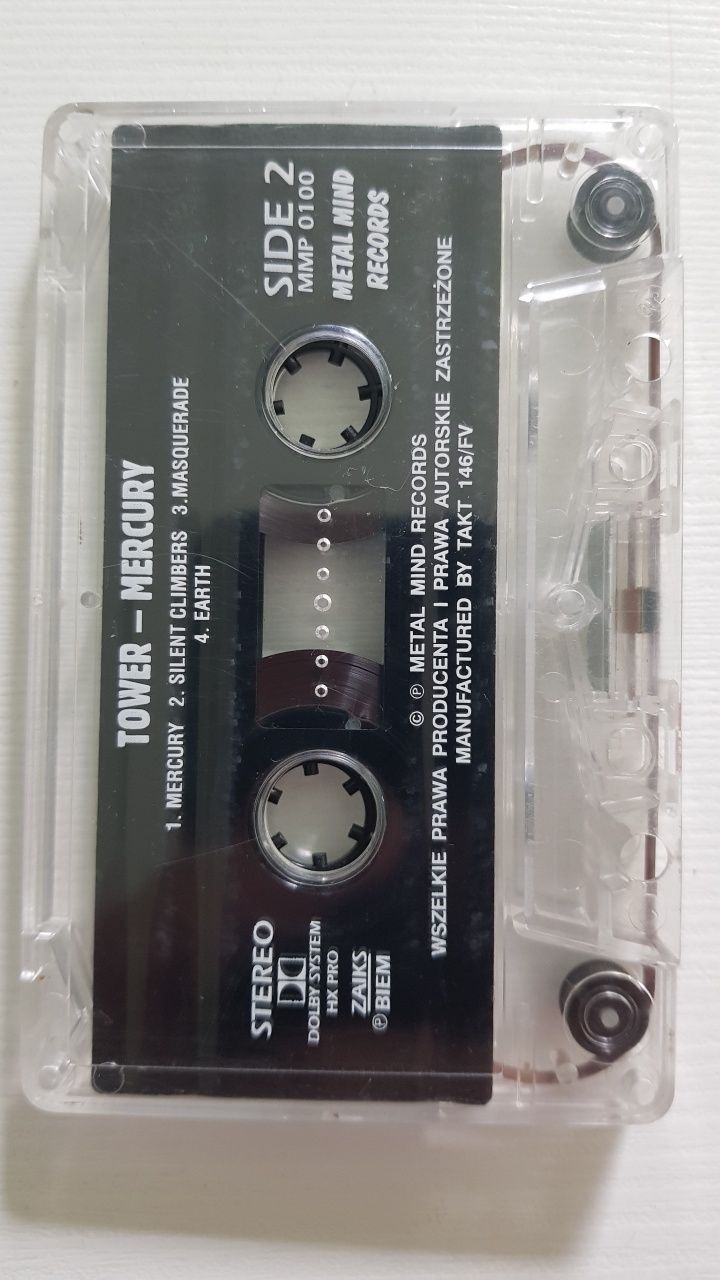 TOWER – MERCURY
1. MERCURY 2. SILENT CLIMBERS 3.MASQUERADE
4. EARTH
STEREO
DOLBY SYSTEM
HX PRO
ZAIKS
℗ BIEM
SIDE 2
MMP 0100
METAL MIND
RECORDS
© ℗ METAL MIND RECORDS
WSZELKIE PRAWA PRODUCENTA I PRAWA AUTORSKIE ZASTRZEŻONE
MANUFACTURED BY TAKT 146/FV